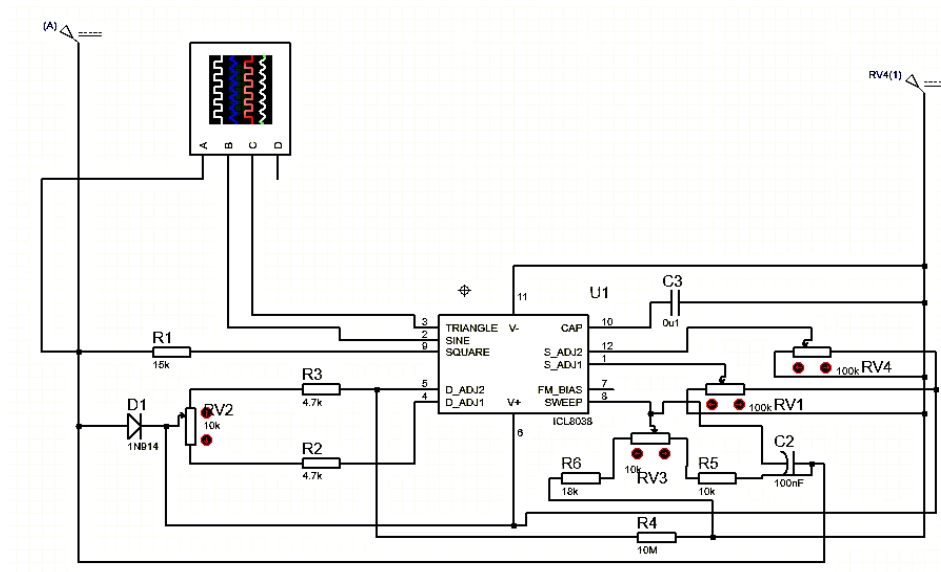 (A)
RV4(1)
A
B
C
D
U1
C3
0u1
11
3
TRIANGLE
V-
CAP
10
2
SINE
9
SQUARE
S_ADJ2
12
S_ADJ1
1
5
D_ADJ2
FM_BIAS
7
4
D_ADJ1
V+
SWEEP
8
ICL8038
6
R1
15k
R3
4.7k
D1
1N914
RV2
10k
R2
4.7k
100k
RV4
100k
RV1
R6
18k
10k
RV3
R5
10k
C2
100nF
R4
10M